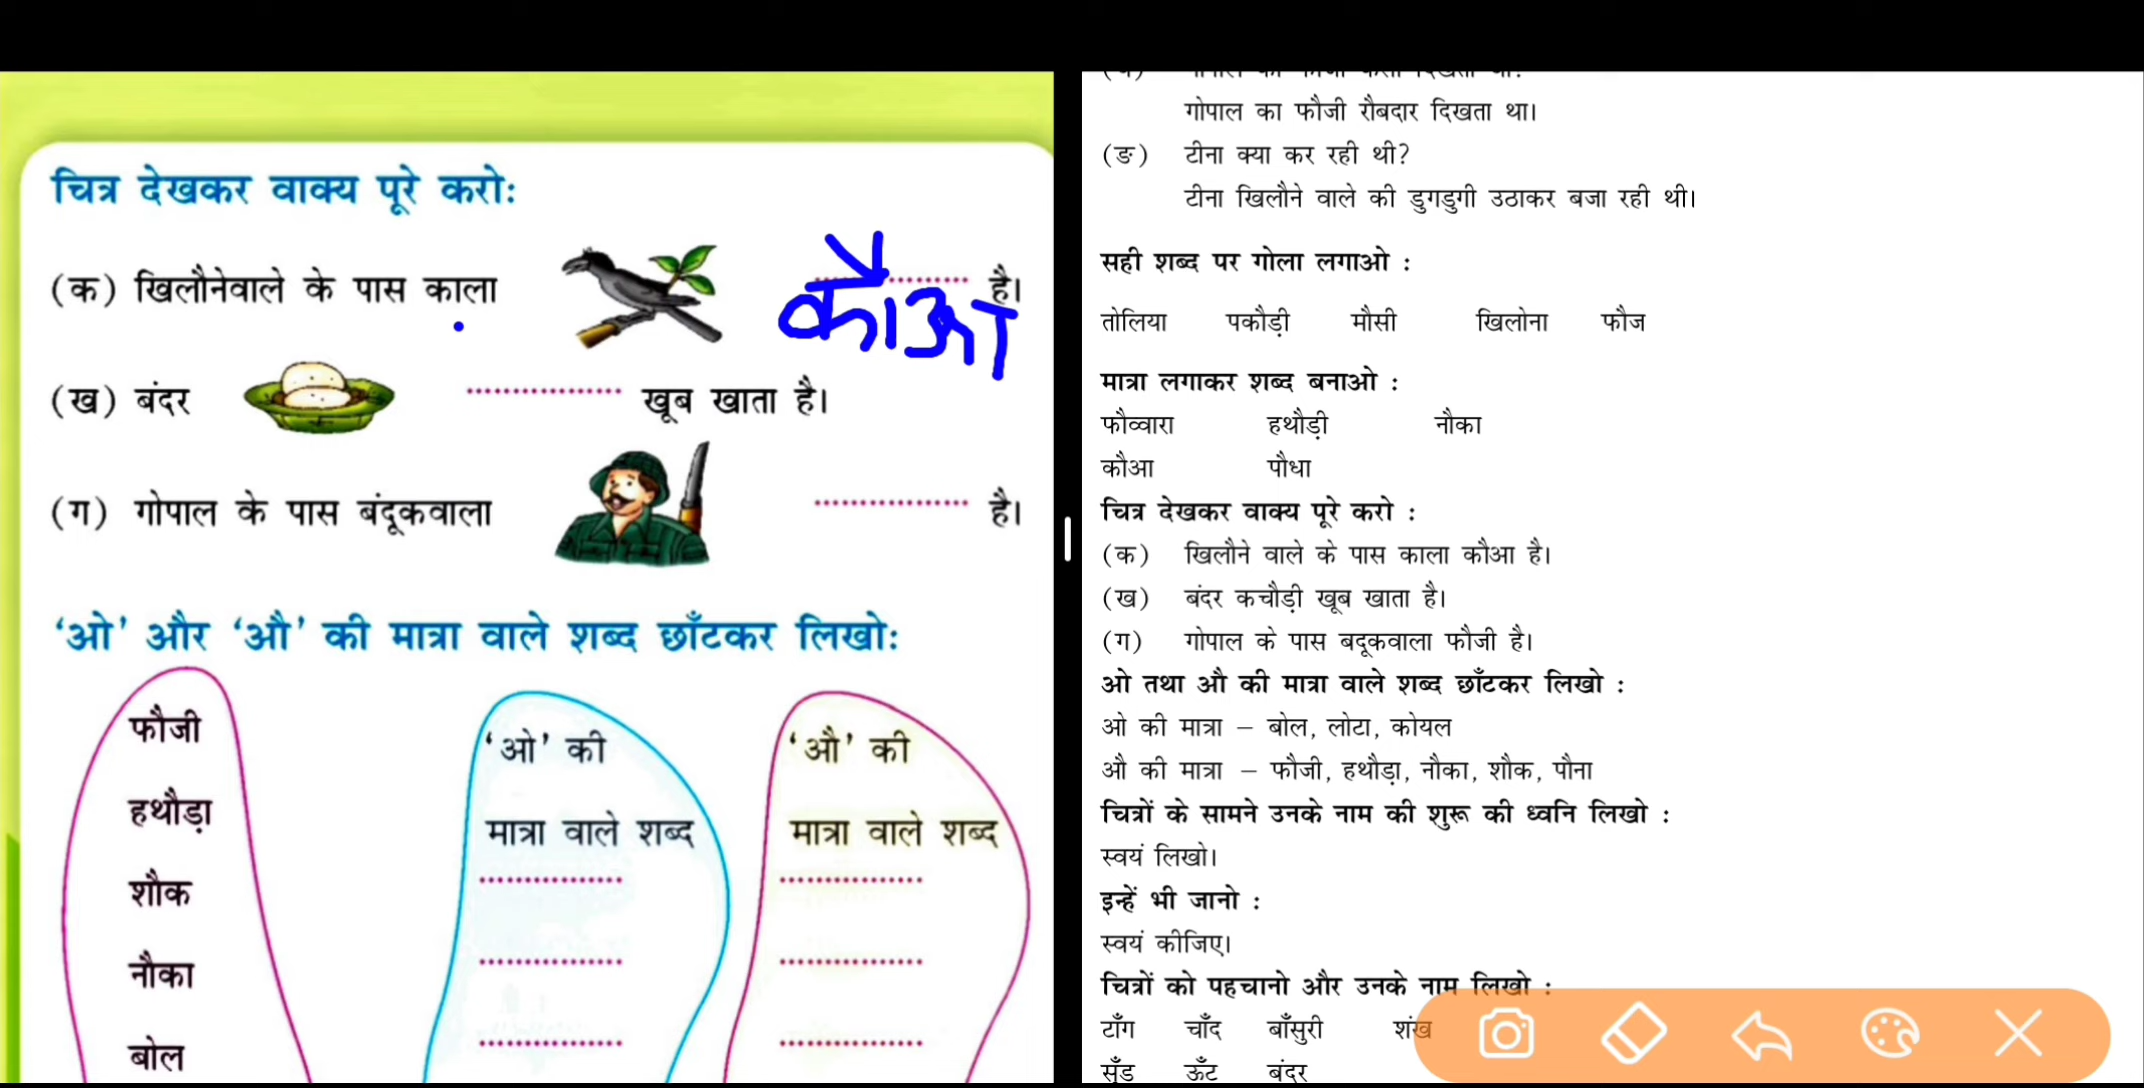 चित्र देखकर वाक्य पूरे करो:
(क) खिलौनेवाले के पास काला .................. है।
कौआ
(ख) बंदर .................. खूब खाता है।
(ग) गोपाल के पास बंदूकवाला .................. है।
‘ओ’ और ‘औ’ की मात्रा वाले शब्द छाँटकर लिखो:
फौजी
हथौड़ा
शौक
नौका
बोल
‘ओ’ की
मात्रा वाले शब्द
‘औ’ की
मात्रा वाले शब्द
गोपाल का फौजी रौबदार दिखता था।
(ङ) टीना क्या कर रही थी?
टीना खिलौने वाले की डुगडुगी उठाकर बजा रही थी।
सही शब्द पर गोला लगाओ :
तोलिया पकौड़ी मौसी खिलोना फौज
मात्रा लगाकर शब्द बनाओ :
फौव्वारा हथौड़ी नौका
कौआ पौधा
चित्र देखकर वाक्य पूरे करो :
(क) खिलौने वाले के पास काला कौआ है।
(ख) बंदर कचौड़ी खूब खाता है।
(ग) गोपाल के पास बदूकवाला फौजी है।
ओ तथा औ की मात्रा वाले शब्द छाँटकर लिखो :
ओ की मात्रा – बोल, लोटा, कोयल
औ की मात्रा – फौजी, हथौड़ा, नौका, शौक, पौना
चित्रों के सामने उनके नाम की शुरू की ध्वनि लिखो :
स्वयं लिखो।
इन्हें भी जानो :
स्वयं कीजिए।
चित्रों को पहचानो और उनके नाम लिखो :
टाँग चाँद बाँसुरी शंख
सूँड ऊँट बंदर